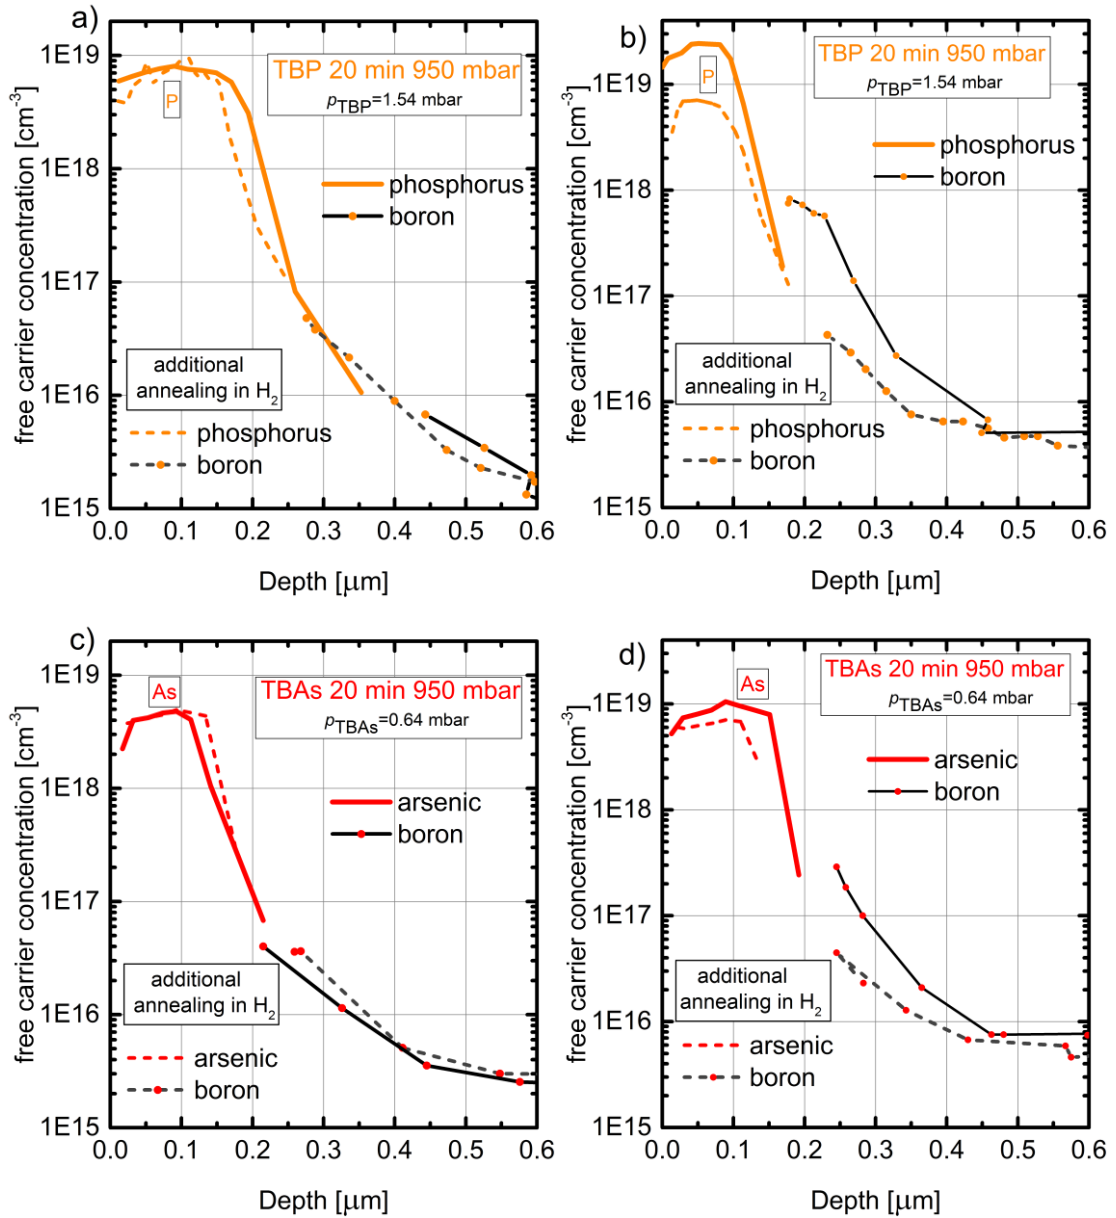 a)
free carrier concentration [cm-3]
1E19
1E18
1E17
1E16
1E15
TBP 20 min 950 mbar
pTBP=1.54 mbar
P
phosphorus
boron
additional
annealing in H2
phosphorus
boron
0.0 0.1 0.2 0.3 0.4 0.5 0.6
Depth [μm]
b)
free carrier concentration [cm-3]
1E19
1E18
1E17
1E16
1E15
TBP 20 min 950 mbar
pTBP=1.54 mbar
P
phosphorus
boron
additional
annealing in H2
phosphorus
boron
0.0 0.1 0.2 0.3 0.4 0.5 0.6
Depth [μm]
c)
free carrier concentration [cm-3]
1E19
1E18
1E17
1E16
1E15
As
TBAs 20 min 950 mbar
pTBAs=0.64 mbar
arsenic
boron
additional
annealing in H2
arsenic
boron
0.0 0.1 0.2 0.3 0.4 0.5 0.6
Depth [μm]
d)
free carrier concentration [cm-3]
1E19
1E18
1E17
1E16
1E15
As
TBAs 20 min 950 mbar
pTBAs=0.64 mbar
arsenic
boron
additional
annealing in H2
arsenic
boron
0.0 0.1 0.2 0.3 0.4 0.5 0.6
Depth [μm]